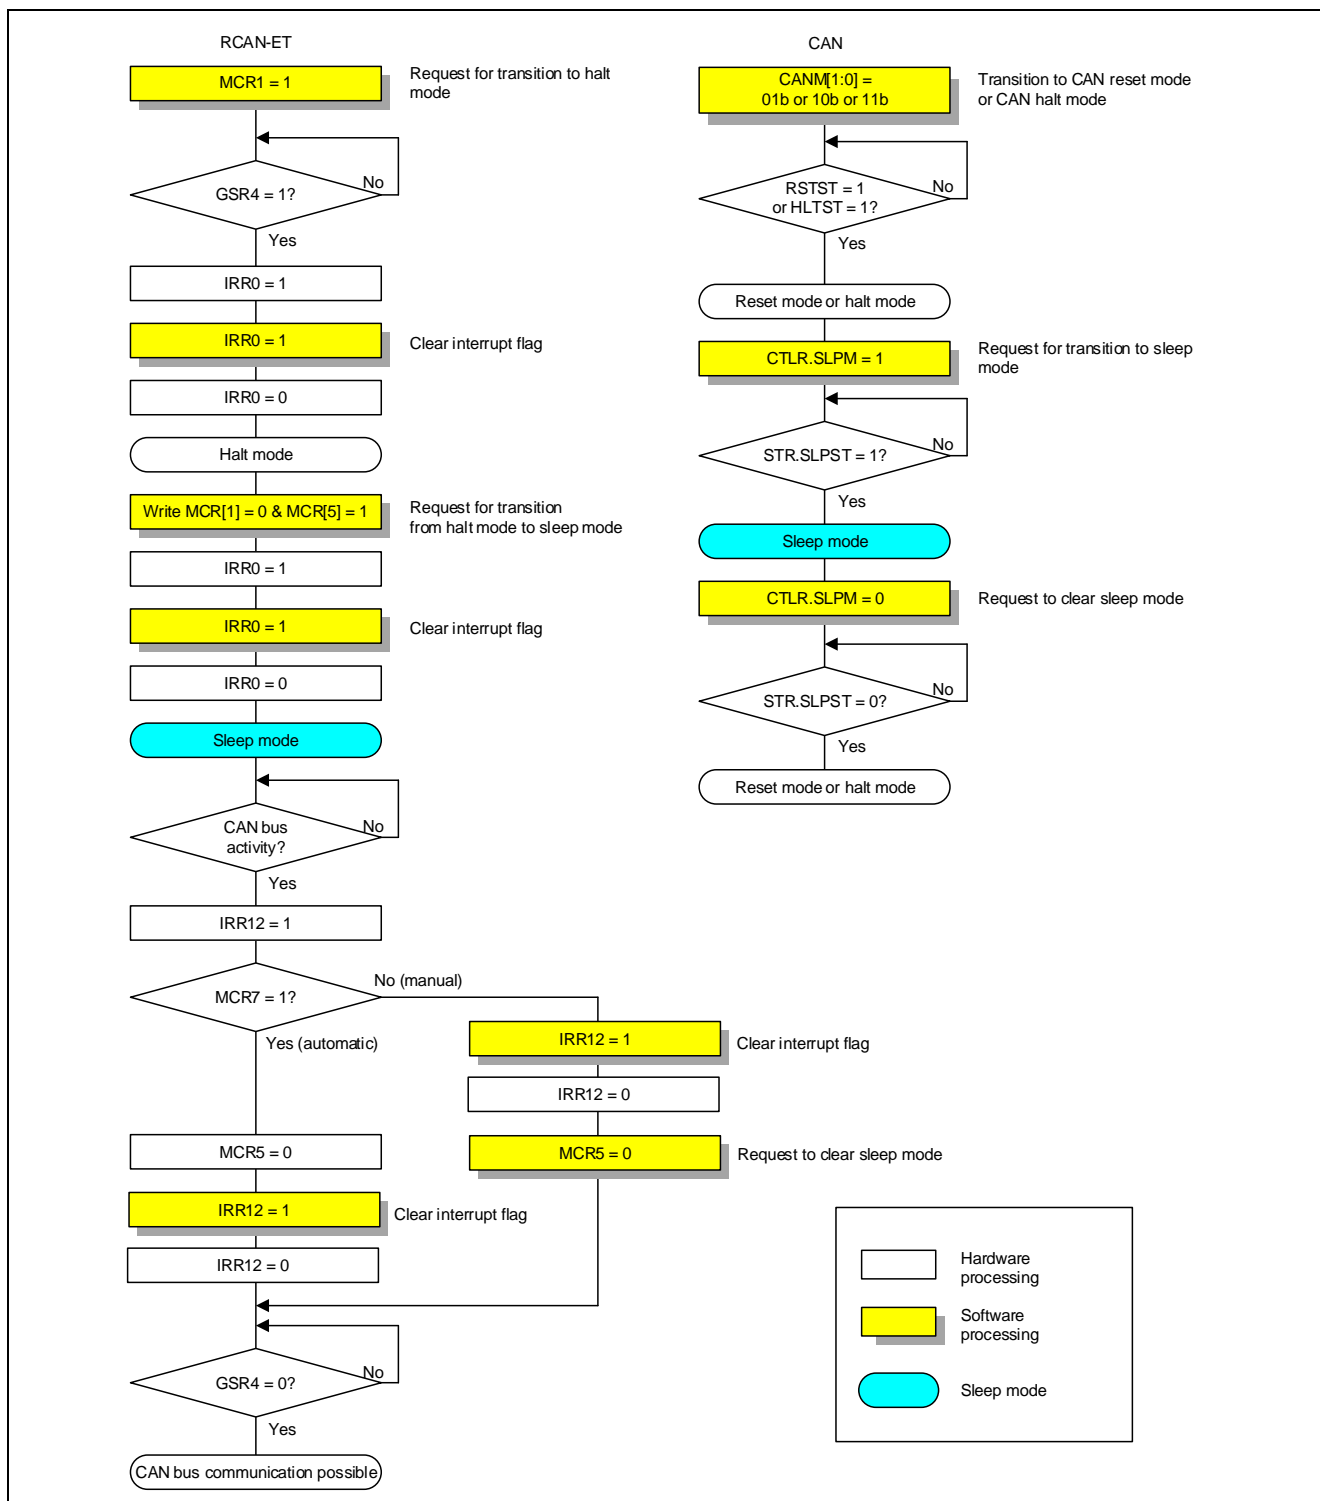 RCAN-ET
MCR1 = 1
Request for transition to halt
mode
GSR4 = 1?
No
Yes
IRR0 = 1
IRR0 = 1
Clear interrupt flag
IRR0 = 0
Halt mode
Write MCR[1] = 0 & MCR[5] = 1
Request for transition
from halt mode to sleep mode
IRR0 = 1
IRR0 = 1
Clear interrupt flag
IRR0 = 0
Sleep mode
CAN bus
activity?
No
Yes
IRR12 = 1
MCR7 = 1?
No (manual)
Yes (automatic)
IRR12 = 1
Clear interrupt flag
IRR12 = 0
MCR5 = 0
Request to clear sleep mode
MCR5 = 0
IRR12 = 1
Clear interrupt flag
IRR12 = 0
GSR4 = 0?
No
Yes
CAN bus communication possible
CAN
CANM[1:0] =
01b or 10b or 11b
Transition to CAN reset mode
or CAN halt mode
RSTST = 1
or HLTST = 1?
No
Yes
Reset mode or halt mode
CTLR.SLPM = 1
Request for transition to sleep
mode
STR.SLPST = 1?
No
Yes
Sleep mode
CTLR.SLPM = 0
Request to clear sleep mode
STR.SLPST = 0?
No
Yes
Reset mode or halt mode
Hardware
processing
Software
processing
Sleep mode